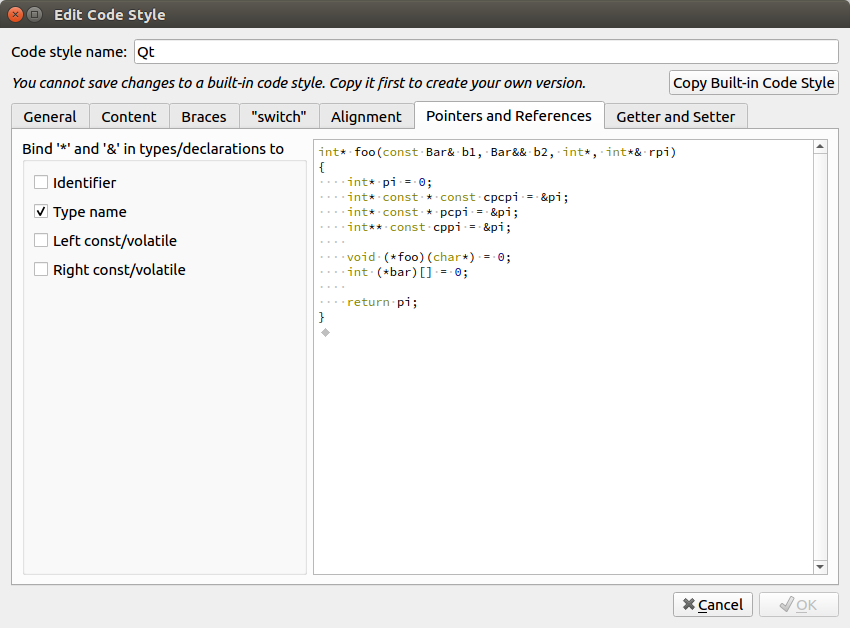 Edit Code Style
Code style name: Qt
You cannot save changes to a built-in code style. Copy it first to create your own version. Copy Built-in Code Style
General Content Braces "switch" Alignment Pointers and References Getter and Setter
Bind '*' and '&' in types/declarations to
Identifier
Type name
Left const/volatile
Right const/volatile
int* foo(const Bar& b1, Bar&& b2, int*, int*& rpi)
{
    int* pi = 0;
    int* const * const cpcpi = &pi;
    int* const * pcpi = &pi;
    int** const cppi = &pi;
    void (*foo)(char*) = 0;
    int (*bar)[] = 0;
    return pi;
}
Cancel OK